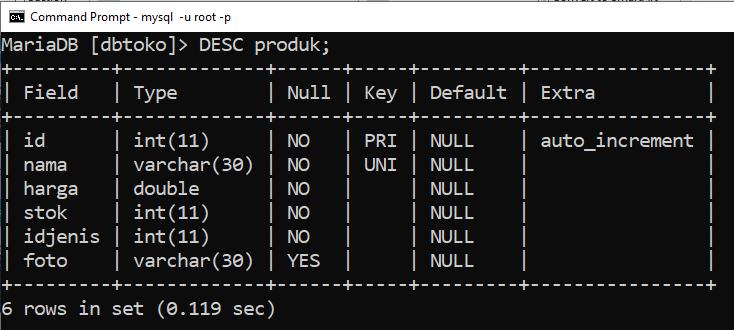 Command Prompt - mysql -u root -p
MariaDB [dbtoko]> DESC produk;
+---------+-------------+------+-----+---------+----------------+
| Field   | Type        | Null | Key | Default | Extra          |
+---------+-------------+------+-----+---------+----------------+
| id      | int(11)     | NO   | PRI | NULL    | auto_increment |
| nama    | varchar(30) | NO   | UNI | NULL    |                |
| harga   | double      | NO   |     | NULL    |                |
| stok    | int(11)     | NO   |     | NULL    |                |
| idjenis | int(11)     | NO   |     | NULL    |                |
| foto    | varchar(30) | YES  |     | NULL    |                |
+---------+-------------+------+-----+---------+----------------+
6 rows in set (0.119 sec)